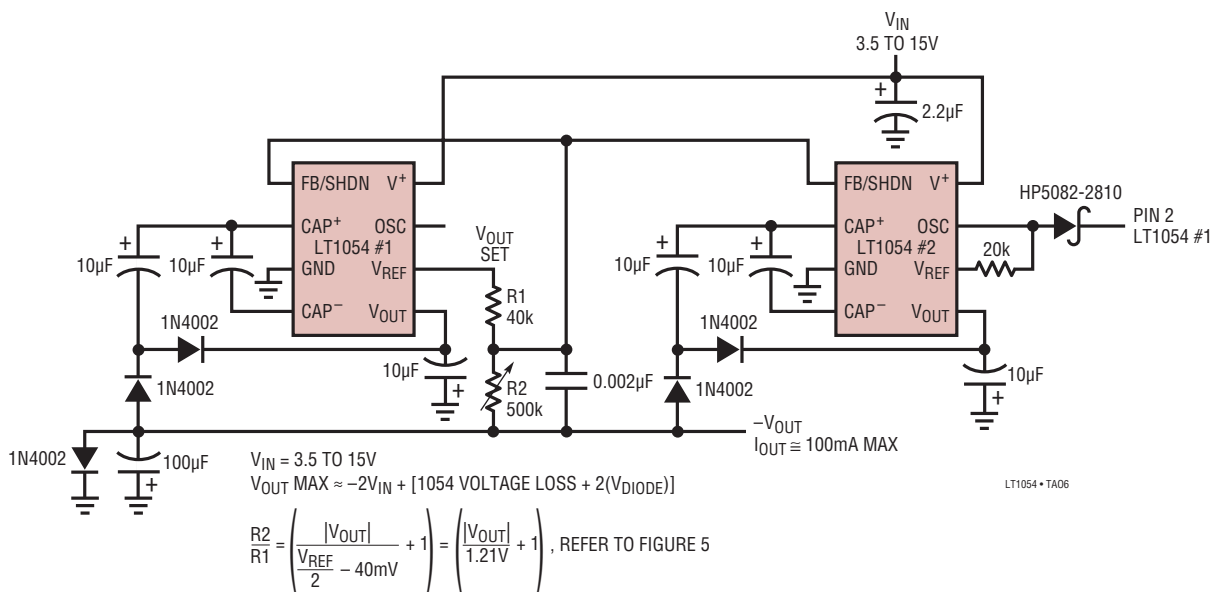 VIN
3.5 TO 15V
+
2.2µF
FB/SHDN V+
CAP+ OSC
LT1054 #1
GND VREF
CAP− VOUT
+
10µF
+
10µF
1N4002
1N4002
10µF
+
VOUT
SET
R1
40k
R2
500k
0.002µF
FB/SHDN V+
CAP+ OSC
LT1054 #2
GND VREF
CAP− VOUT
+
10µF
+
10µF
1N4002
1N4002
10µF
+
HP5082-2810
20k
PIN 2
LT1054 #1
1N4002
100µF
+
−VOUT
IOUT ≅ 100mA MAX
VIN = 3.5 TO 15V
VOUT MAX ≈ −2VIN + [1054 VOLTAGE LOSS + 2(VDIODE)]
R2/R1 = (|VOUT|/(VREF/2 − 40mV) + 1) = (|VOUT|/1.21V + 1), REFER TO FIGURE 5
LT1054 • TA06